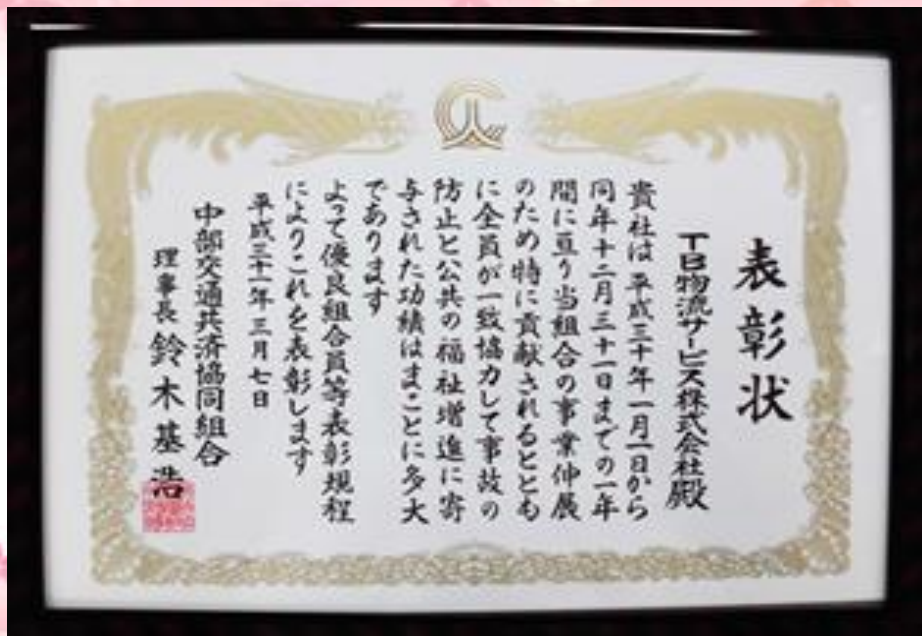 表彰状
TB物流サービス株式会社殿
貴社は平成三十年一月一日から
同年十二月三十一日までの一年
間に亘り当組合の事業伸展
のため特に貢献されるととも
に全員が一致協力して事故の
防止と公共の福祉増進に寄
与された功績はまことに多大
であります
よって優良組合員等表彰規程
によりこれを表彰します
平成三十一年三月七日
中部交通共済協同組合
理事長 鈴木基浩